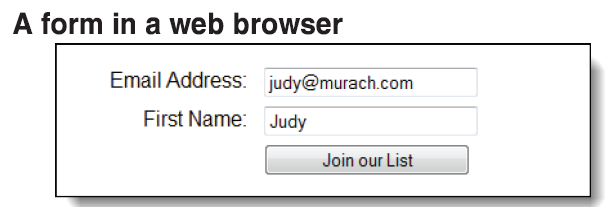 A form in a web browser
Email Address: judy@murach.com
First Name: Judy
Join our List